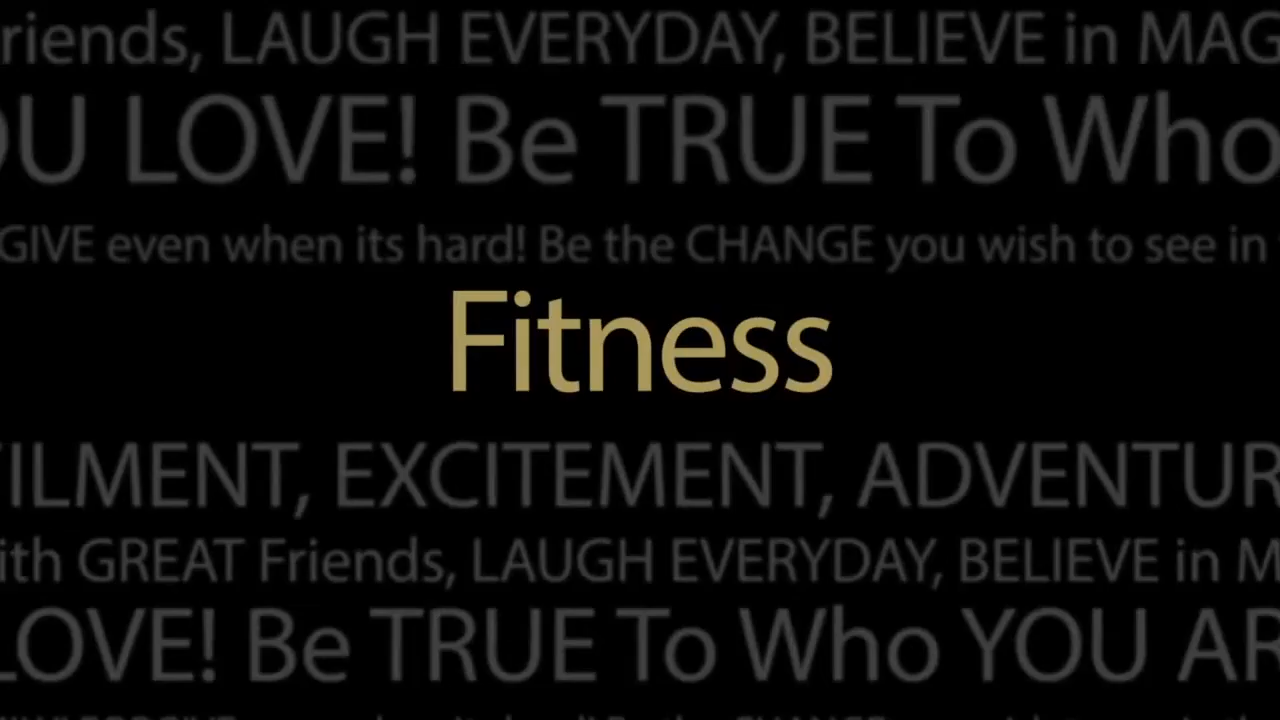 riends, LAUGH EVERYDAY, BELIEVE in MAG
OU LOVE! Be TRUE To Who
GIVE even when its hard! Be the CHANGE you wish to see in
Fitness
ILMENT, EXCITEMENT, ADVENTUR
ith GREAT Friends, LAUGH EVERYDAY, BELIEVE in M
LOVE! Be TRUE To Who YOU AR